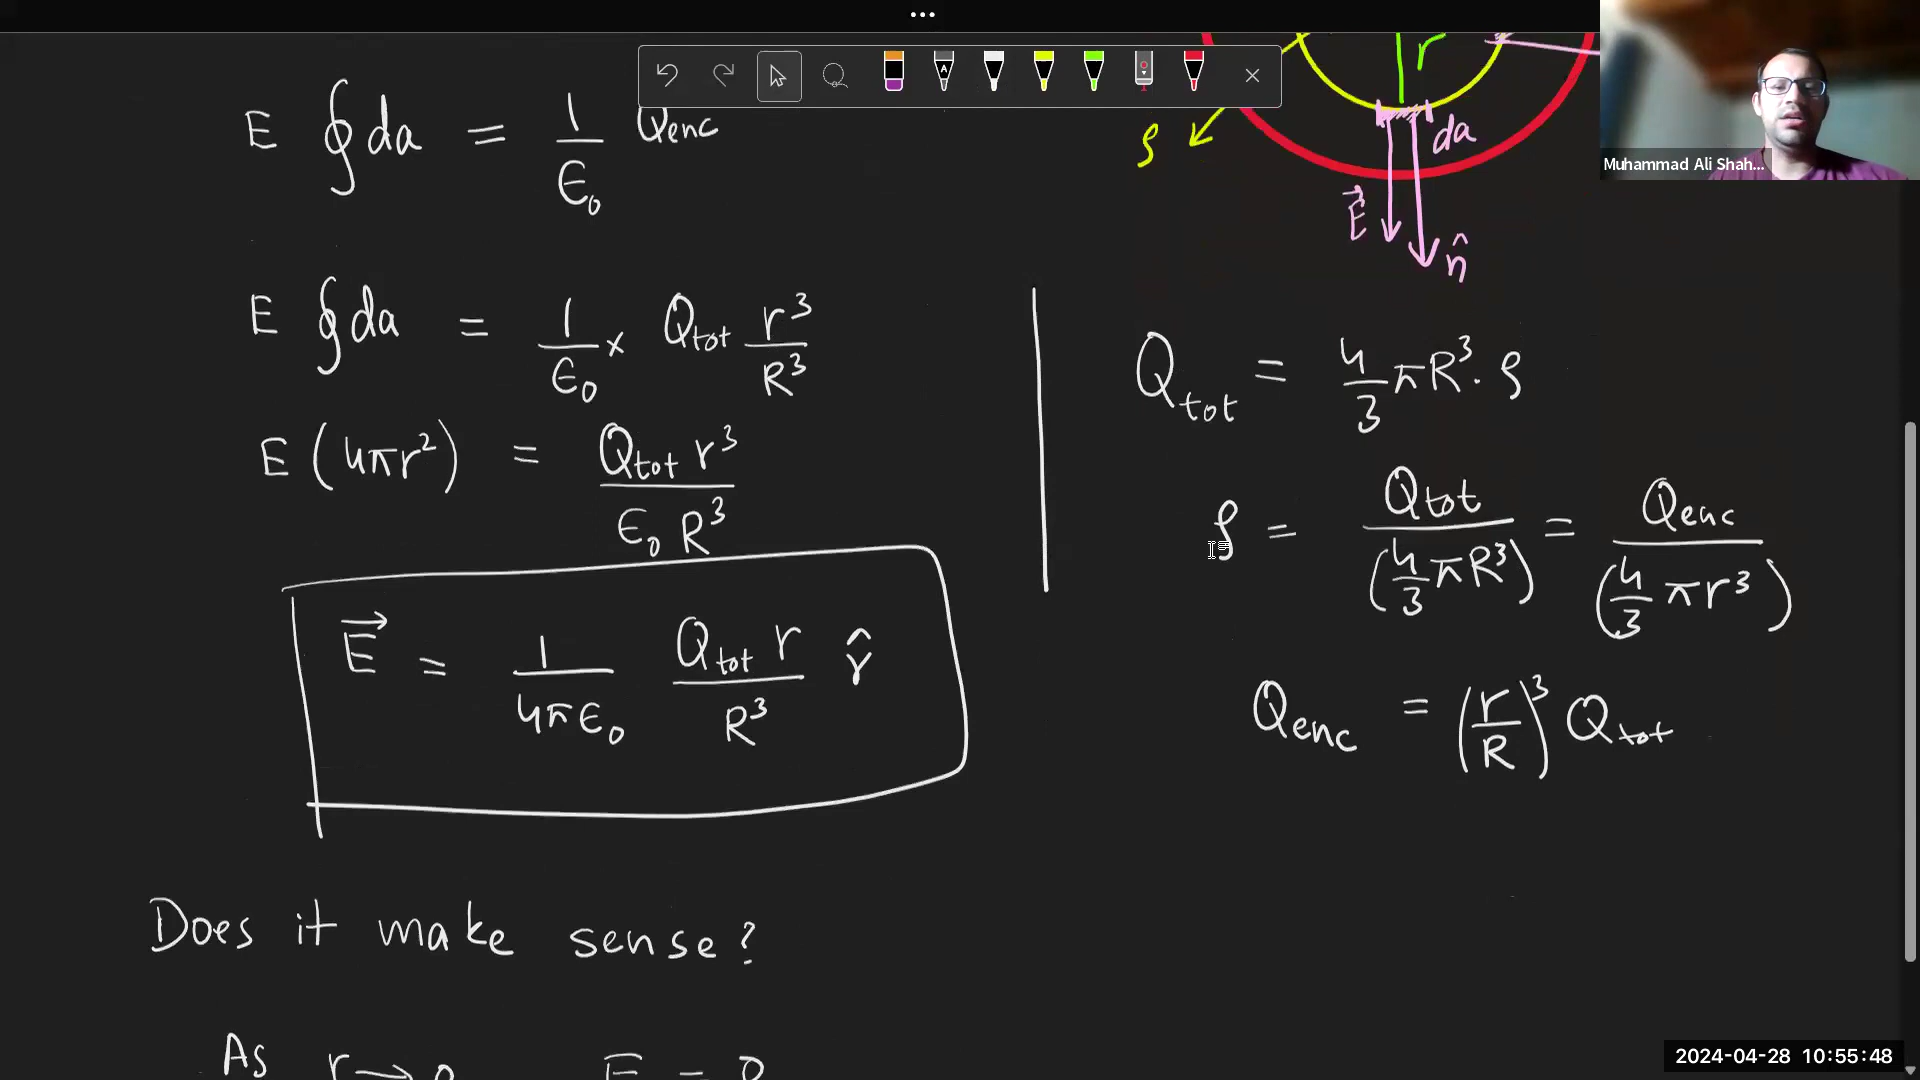 r
da
ρ
E⃗
n̂
Muhammad Ali Shah...
E ∮ da = 1/ϵ₀ Qenc
E ∮ da = 1/ϵ₀ × Qtot r³/R³
E (4πr²) = Qtot r³/ϵ₀ R³
E⃗ = 1/4πϵ₀ Qtot r/R³ r̂
Qtot = 4/3 πR³ · ρ
ρ = Qtot/(4/3 πR³) = Qenc/(4/3 πr³)
Qenc = (r/R)³ Qtot
Does it make sense?
As r → 0 E = 0
2024-04-28 10:55:48